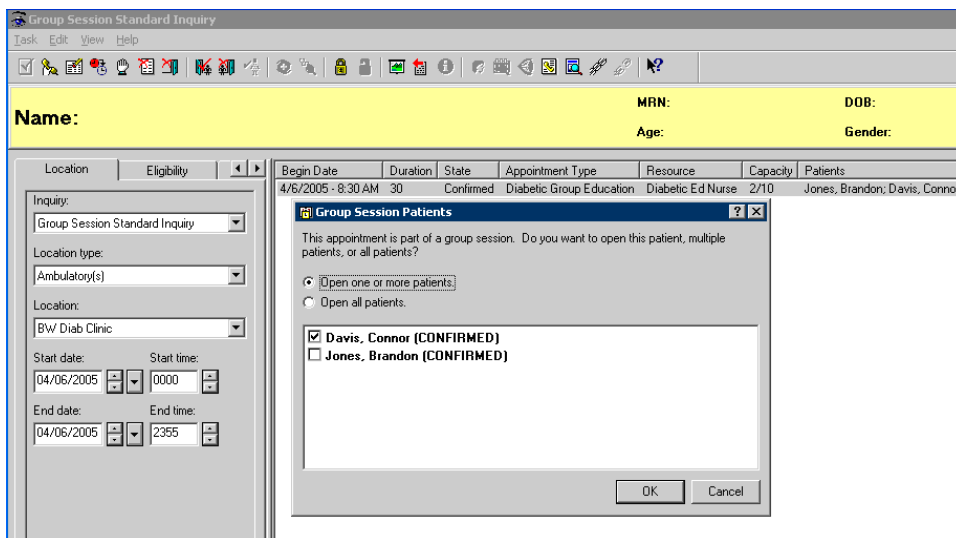 Group Session Standard Inquiry
Task Edit View Help
Name:
MRN:
DOB:
Age:
Gender:
Location
Eligibility
Inquiry:
Group Session Standard Inquiry
Location type:
Ambulatory(s)
Location:
BW Diab Clinic
Start date:
Start time:
04/06/2005
0000
End date:
End time:
04/06/2005
2355
Begin Date Duration State Appointment Type Resource Capacity Patients
4/6/2005 - 8:30 AM 30 Confirmed Diabetic Group Education Diabetic Ed Nurse 2/10 Jones, Brandon; Davis, Conno
Group Session Patients
This appointment is part of a group session. Do you want to open this patient, multiple
patients, or all patients?
Open one or more patients.
Open all patients.
Davis, Connor (CONFIRMED)
Jones, Brandon (CONFIRMED)
OK
Cancel